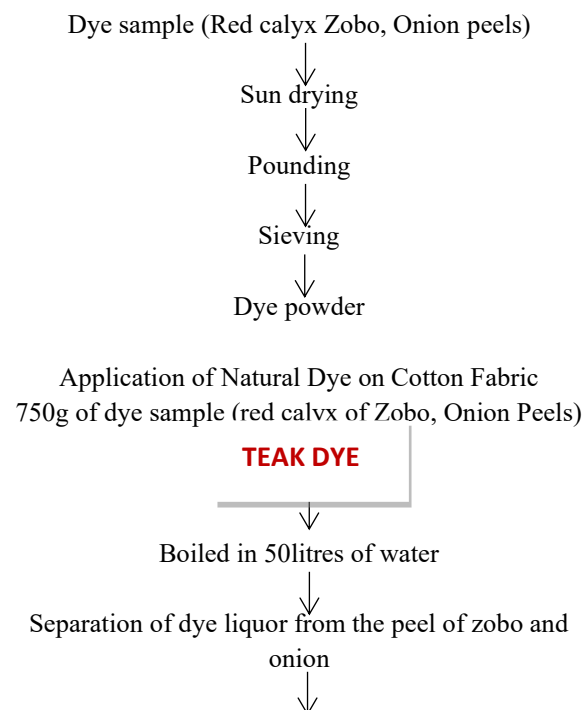 Dye sample (Red calyx Zobo, Onion peels)
Sun drying
Pounding
Sieving
Dye powder
Application of Natural Dye on Cotton Fabric
750g of dye sample (red calyx of Zobo, Onion Peels)
TEAK DYE
Boiled in 50litres of water
Separation of dye liquor from the peel of zobo and
onion